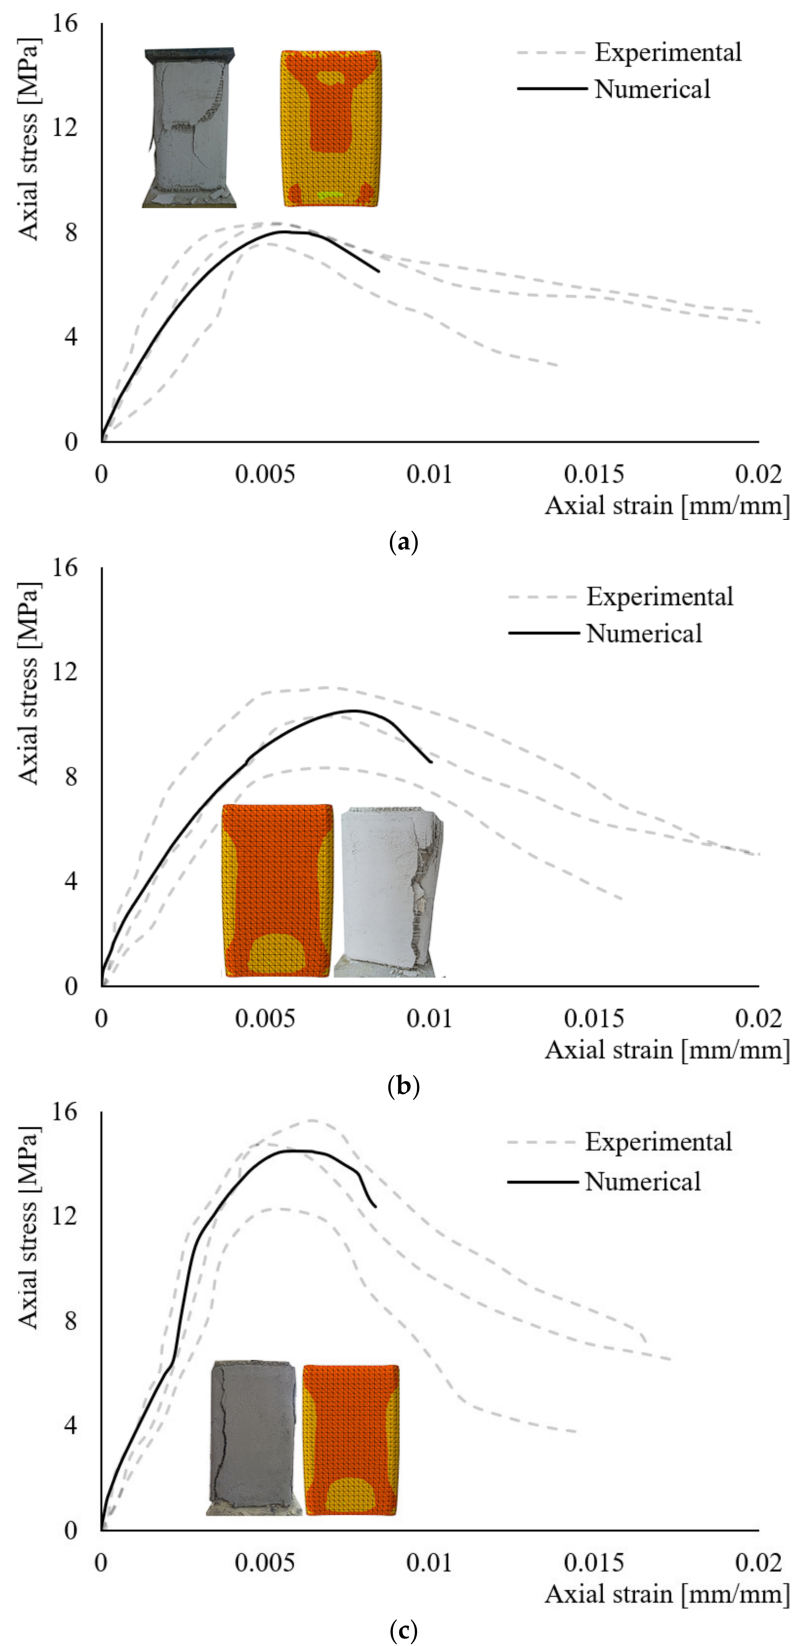 16
Axial stress [MPa]
Experimental
Numerical
12
8
4
0
0 0.005 0.01 0.015 0.02
Axial strain [mm/mm]
(a)
16
Axial stress [MPa]
Experimental
Numerical
12
8
4
0
0 0.005 0.01 0.015 0.02
Axial strain [mm/mm]
(b)
16
Axial stress [MPa]
Experimental
Numerical
12
8
4
0
0 0.005 0.01 0.015 0.02
Axial strain [mm/mm]
(c)